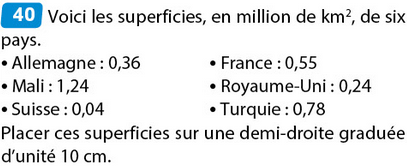 40 Voici les superficies, en million de km², de six
pays.
• Allemagne : 0,36 • France : 0,55
• Mali : 1,24 • Royaume-Uni : 0,24
• Suisse : 0,04 • Turquie : 0,78
Placer ces superficies sur une demi-droite graduée
d’unité 10 cm.